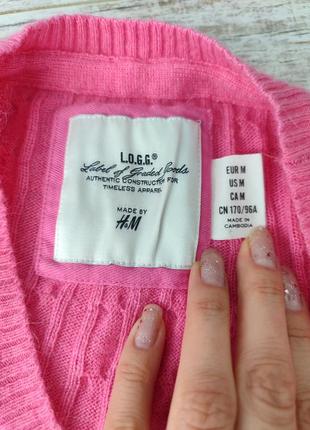 L.O.G.G.®
Label of Graded Goods
AUTHENTIC CONSTRUCTION FOR
TIMELESS APPAREL
MADE BY
H&M
EUR M
US M
CA M
CN 170/96A
MADE IN
CAMBODIA